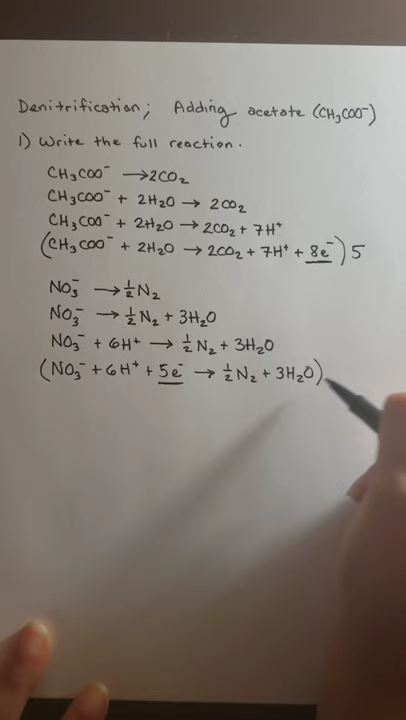 Denitrification; Adding acetate (CH₃COO⁻)
1) Write the full reaction.
CH₃COO⁻ → 2CO₂
CH₃COO⁻ + 2H₂O → 2CO₂
CH₃COO⁻ + 2H₂O → 2CO₂ + 7H⁺
(CH₃COO⁻ + 2H₂O → 2CO₂ + 7H⁺ + 8e⁻) 5
NO₃⁻ → ½N₂
NO₃⁻ → ½N₂ + 3H₂O
NO₃⁻ + 6H⁺ → ½N₂ + 3H₂O
(NO₃⁻ + 6H⁺ + 5e⁻ → ½N₂ + 3H₂O)